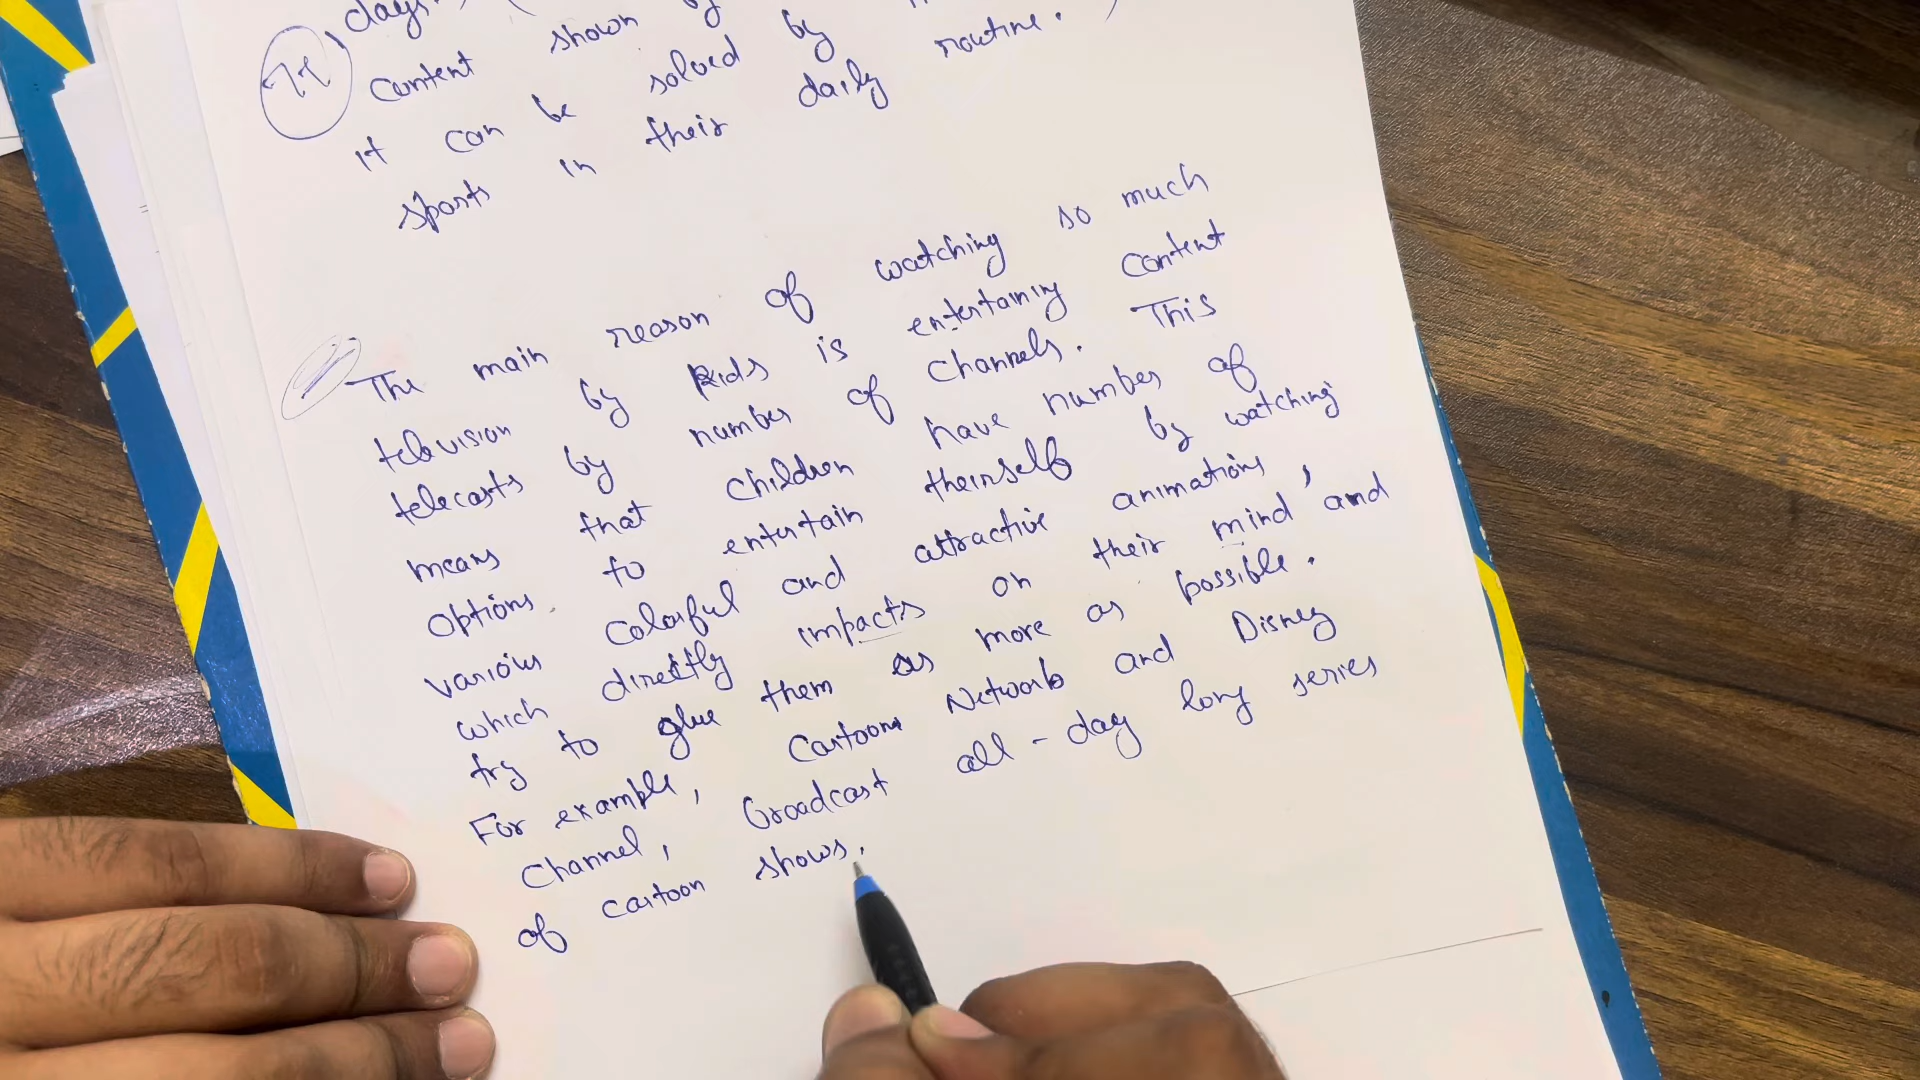 days
content shown by
it can be solved by
sports in their daily routine.
The main reason of watching so much
television by kids is entertaining content
telecasts by number of channels. This
means that children have number of
options to entertain theirself by watching
various colorful and attractive animations,
which directly impacts on their mind and
try to glue them as more as possible.
For example, Cartoon Network and Disney
Channel, broadcast all-day long series
of cartoon shows.